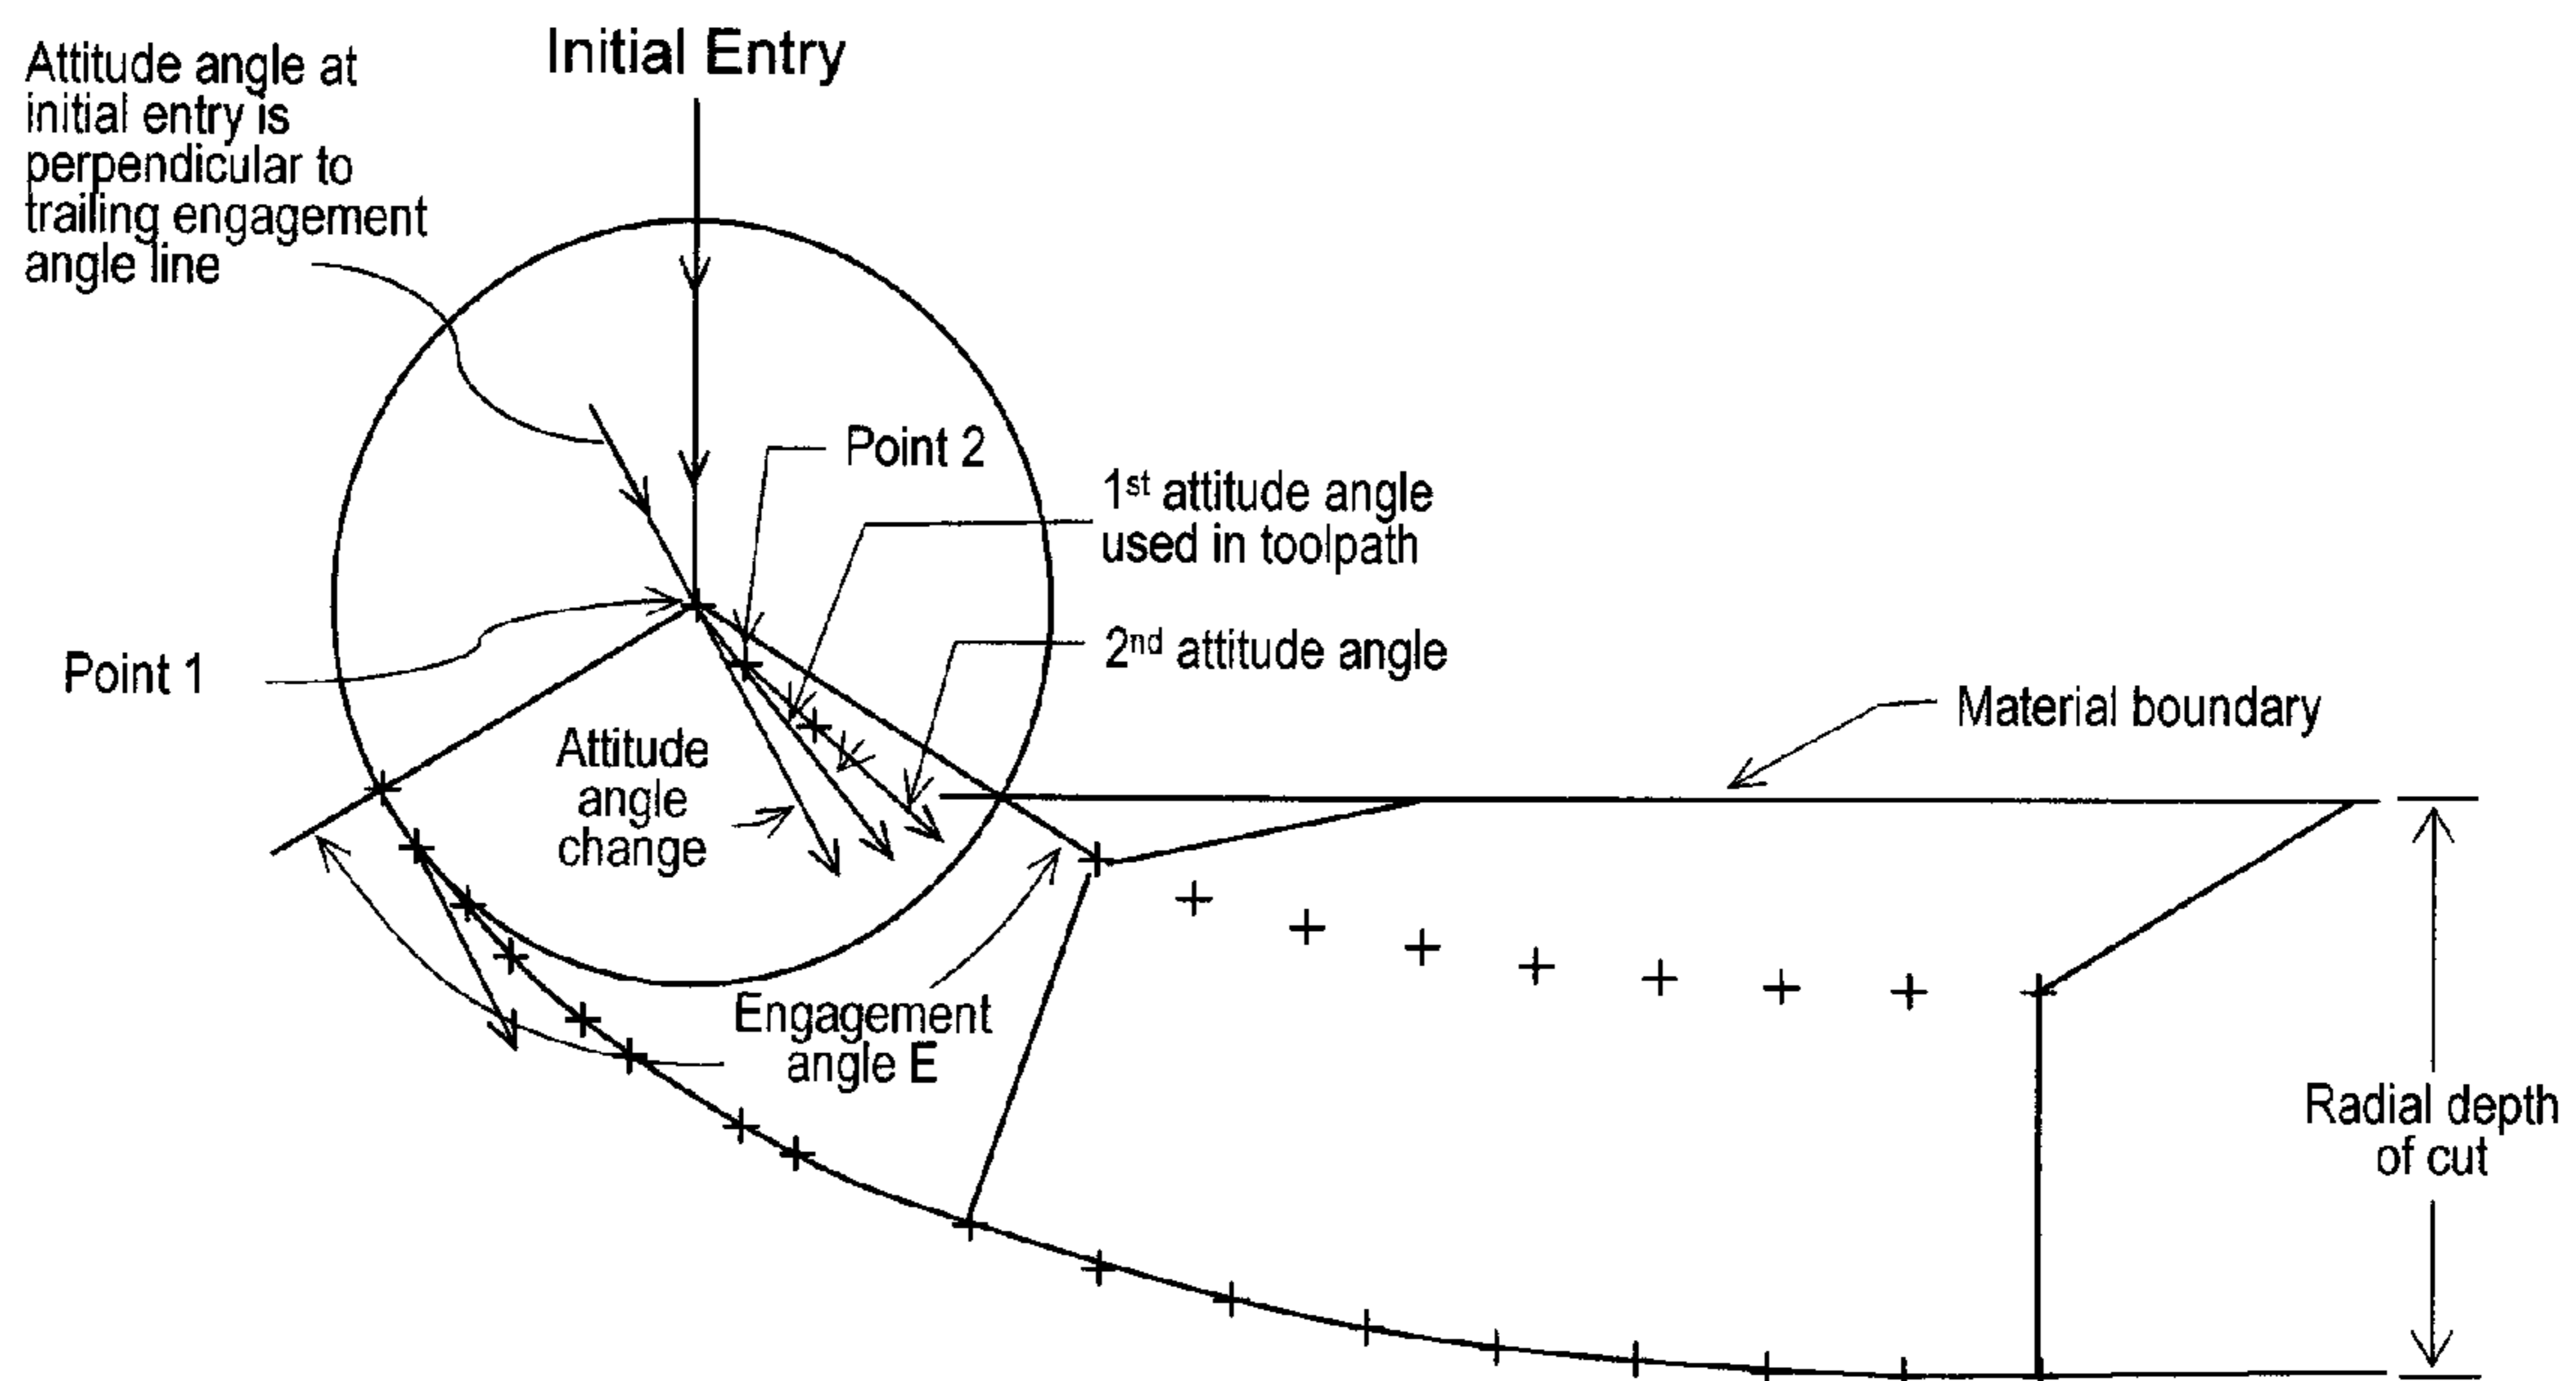 Attitude angle at
initial entry is
perpendicular to
trailing engagement
angle line
Initial Entry
Point 2
1st attitude angle
used in toolpath
2nd attitude angle
Point 1
Material boundary
Attitude
angle
change
Engagement
angle E
Radial depth
of cut